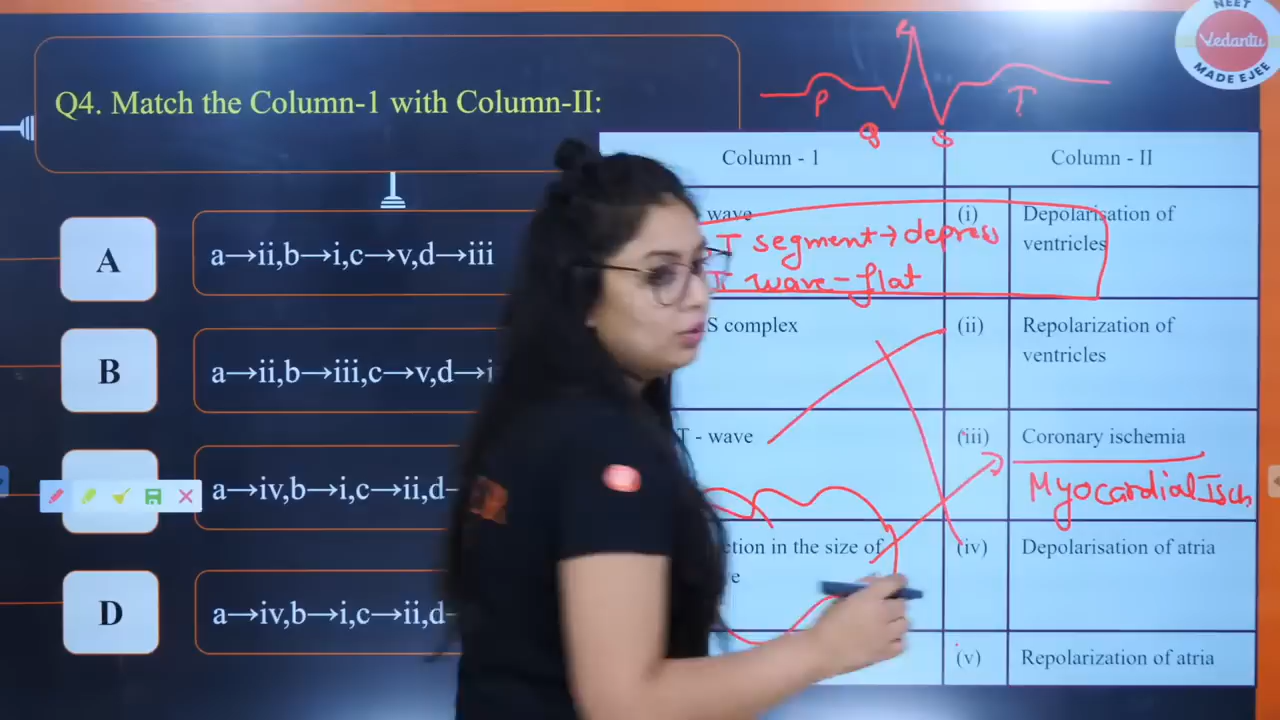 NEET
Vedantu
MADE EJEE
Q4. Match the Column-1 with Column-II:
R
P
Q
S
T
Column - 1
Column - II
wave
(i)
Depolarisation of
ventricles
T segment→depress
T wave-flat
A
a→ii,b→i,c→v,d→iii
S complex
(ii)
Repolarization of
ventricles
B
a→ii,b→iii,c→v,d→i
T - wave
(iii)
Coronary ischemia
Myocardial Isch
a→iv,b→i,c→ii,d
ction in the size of
(iv)
Depolarisation of atria
D
a→iv,b→i,c→ii,d
(v)
Repolarization of atria